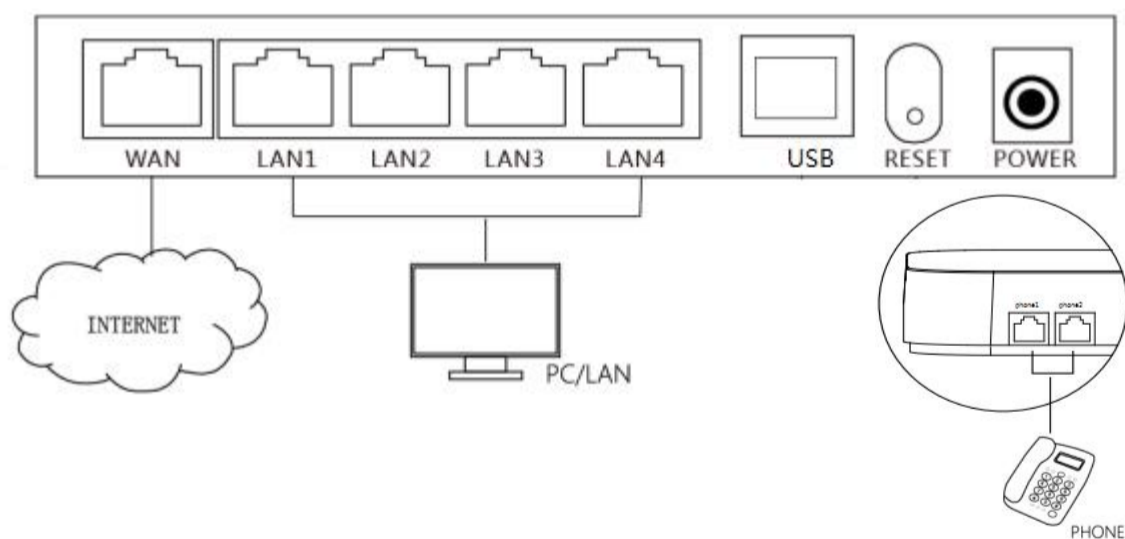 WAN LAN1 LAN2 LAN3 LAN4 USB RESET POWER
phone1 phone2
INTERNET
PC/LAN
PHONE